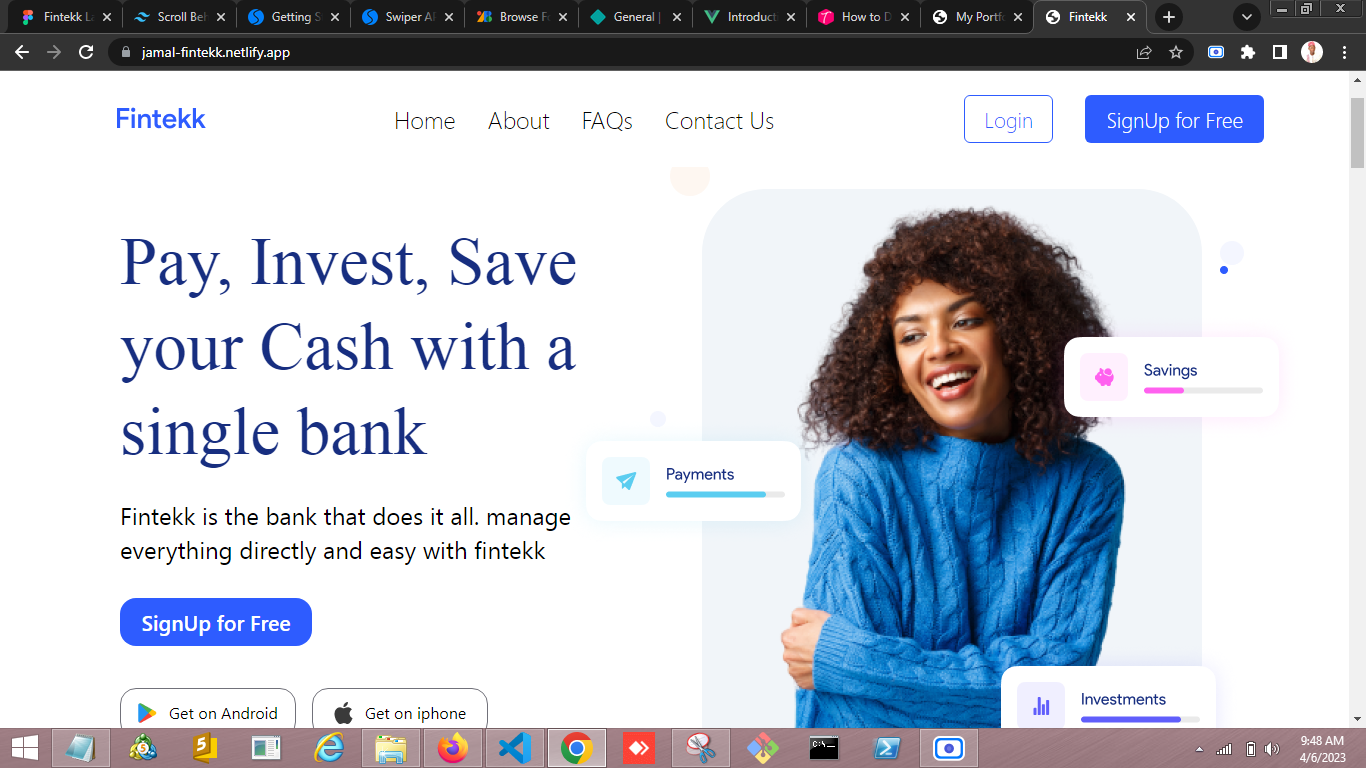 Fintekk La
Scroll Beh
Getting S
Swiper AP
Browse Fo
General |
Introducti
How to D
My Portfo
Fintekk
jamal-fintekk.netlify.app
Fintekk
Home
About
FAQs
Contact Us
Login
SignUp for Free
Pay, Invest, Save
your Cash with a
single bank
Savings
Payments
Fintekk is the bank that does it all. manage
everything directly and easy with fintekk
SignUp for Free
Investments
Get on Android
Get on iphone
9:48 AM
4/6/2023